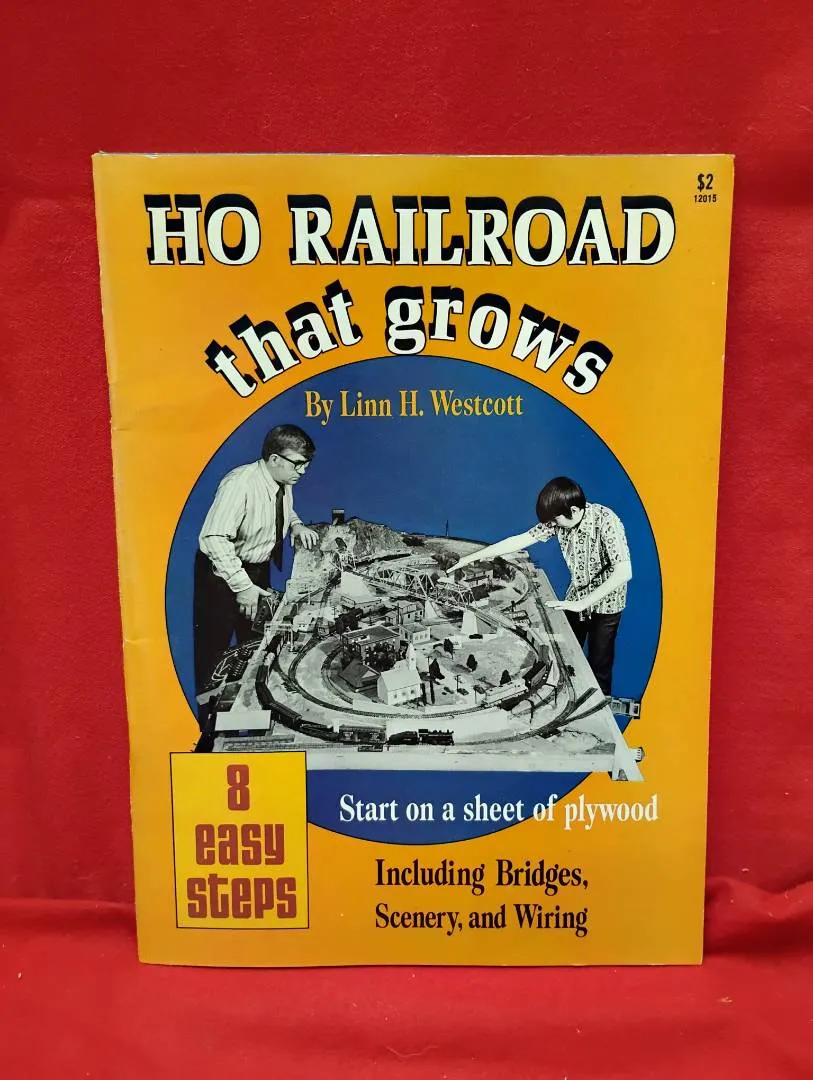 $2
12015
HO RAILROAD
that grows
By Linn H. Westcott
8
easy
steps
Start on a sheet of plywood
Including Bridges,
Scenery, and Wiring